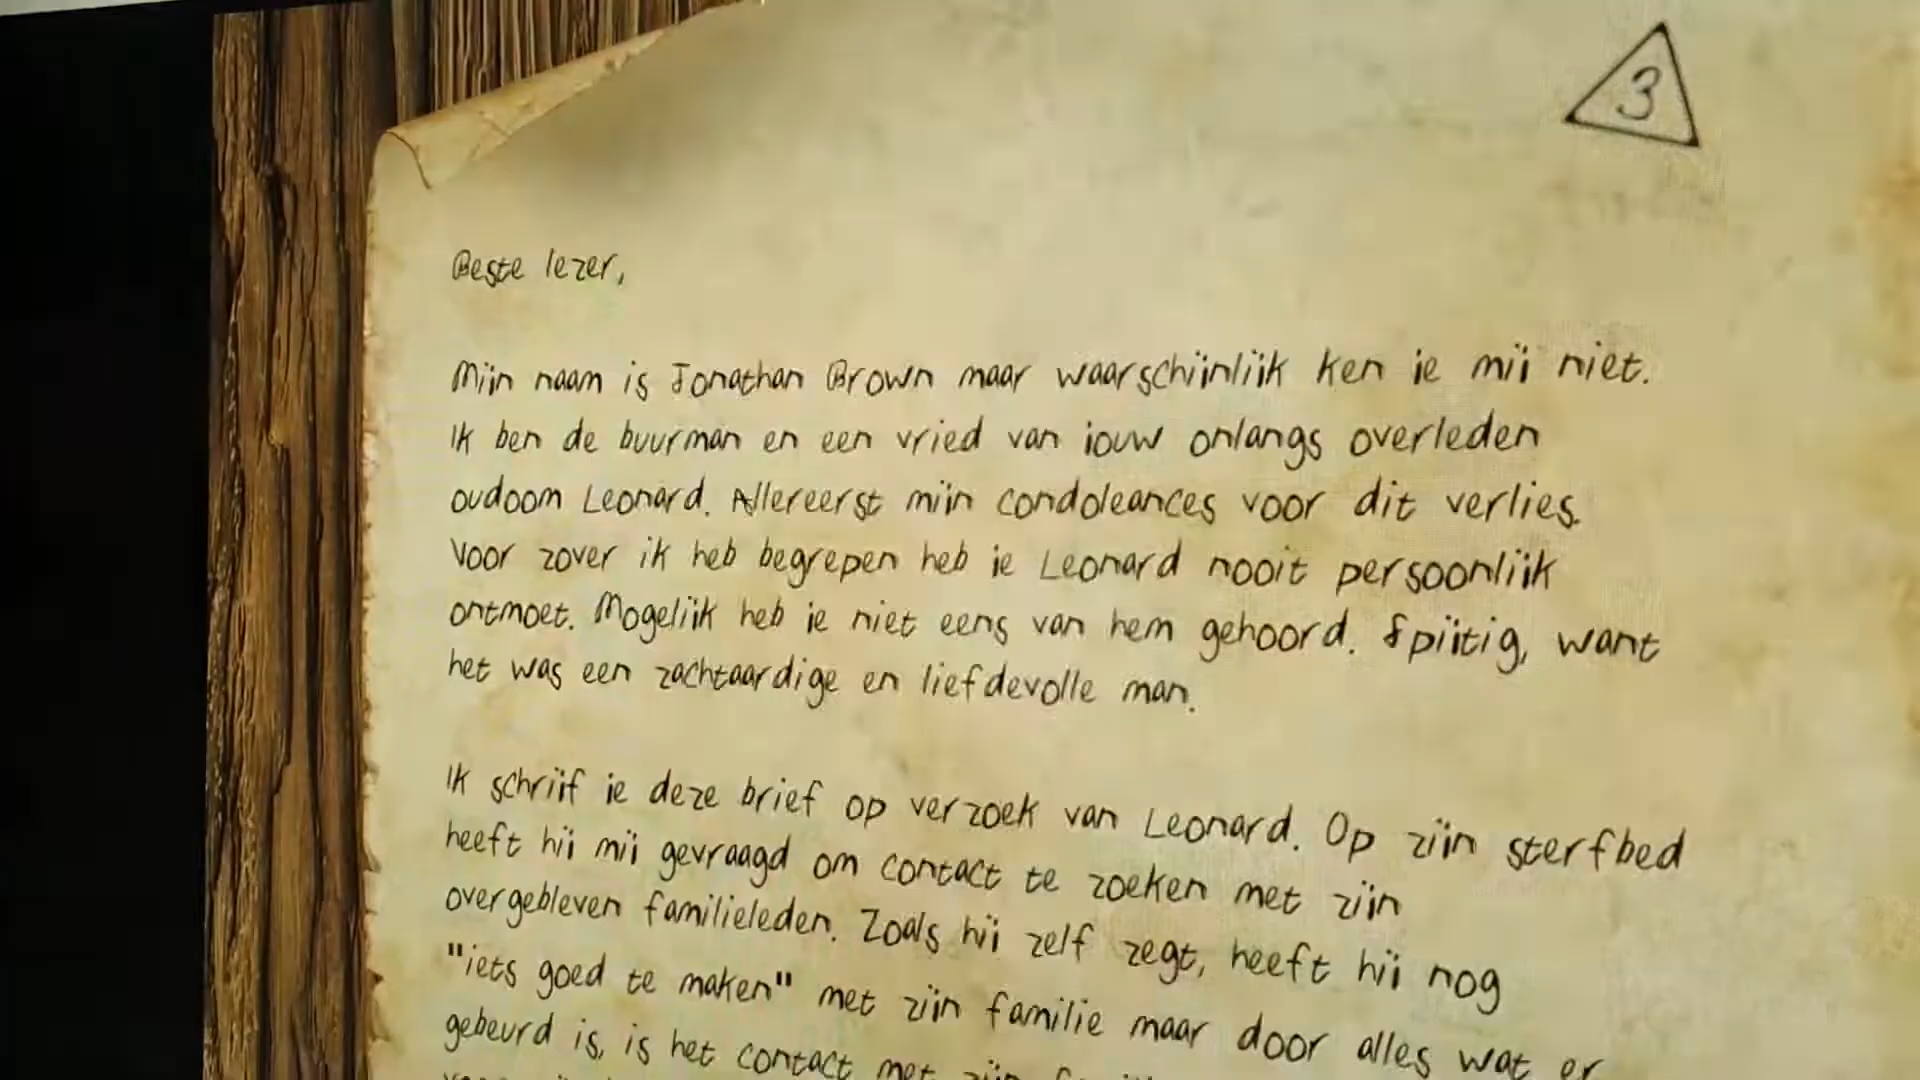 3
Beste lezer,
Mijn naam is Jonathan Brown maar waarschijnlijk ken je mij niet.
Ik ben de buurman en een vried van jouw onlangs overleden
oudoom Leonard. Allereerst mijn condoleances voor dit verlies.
Voor zover ik heb begrepen heb je Leonard nooit persoonlijk
ontmoet. Mogelijk heb je niet eens van hem gehoord. Spijtig, want
het was een zachtaardige en liefdevolle man.
Ik schrijf je deze brief op verzoek van Leonard. Op zijn sterfbed
heeft hij mij gevraagd om contact te zoeken met zijn
overgebleven familieleden. Zoals hij zelf zegt, heeft hij nog
"iets goed te maken" met zijn familie maar door alles wat er
gebeurd is, is het contact met zijn